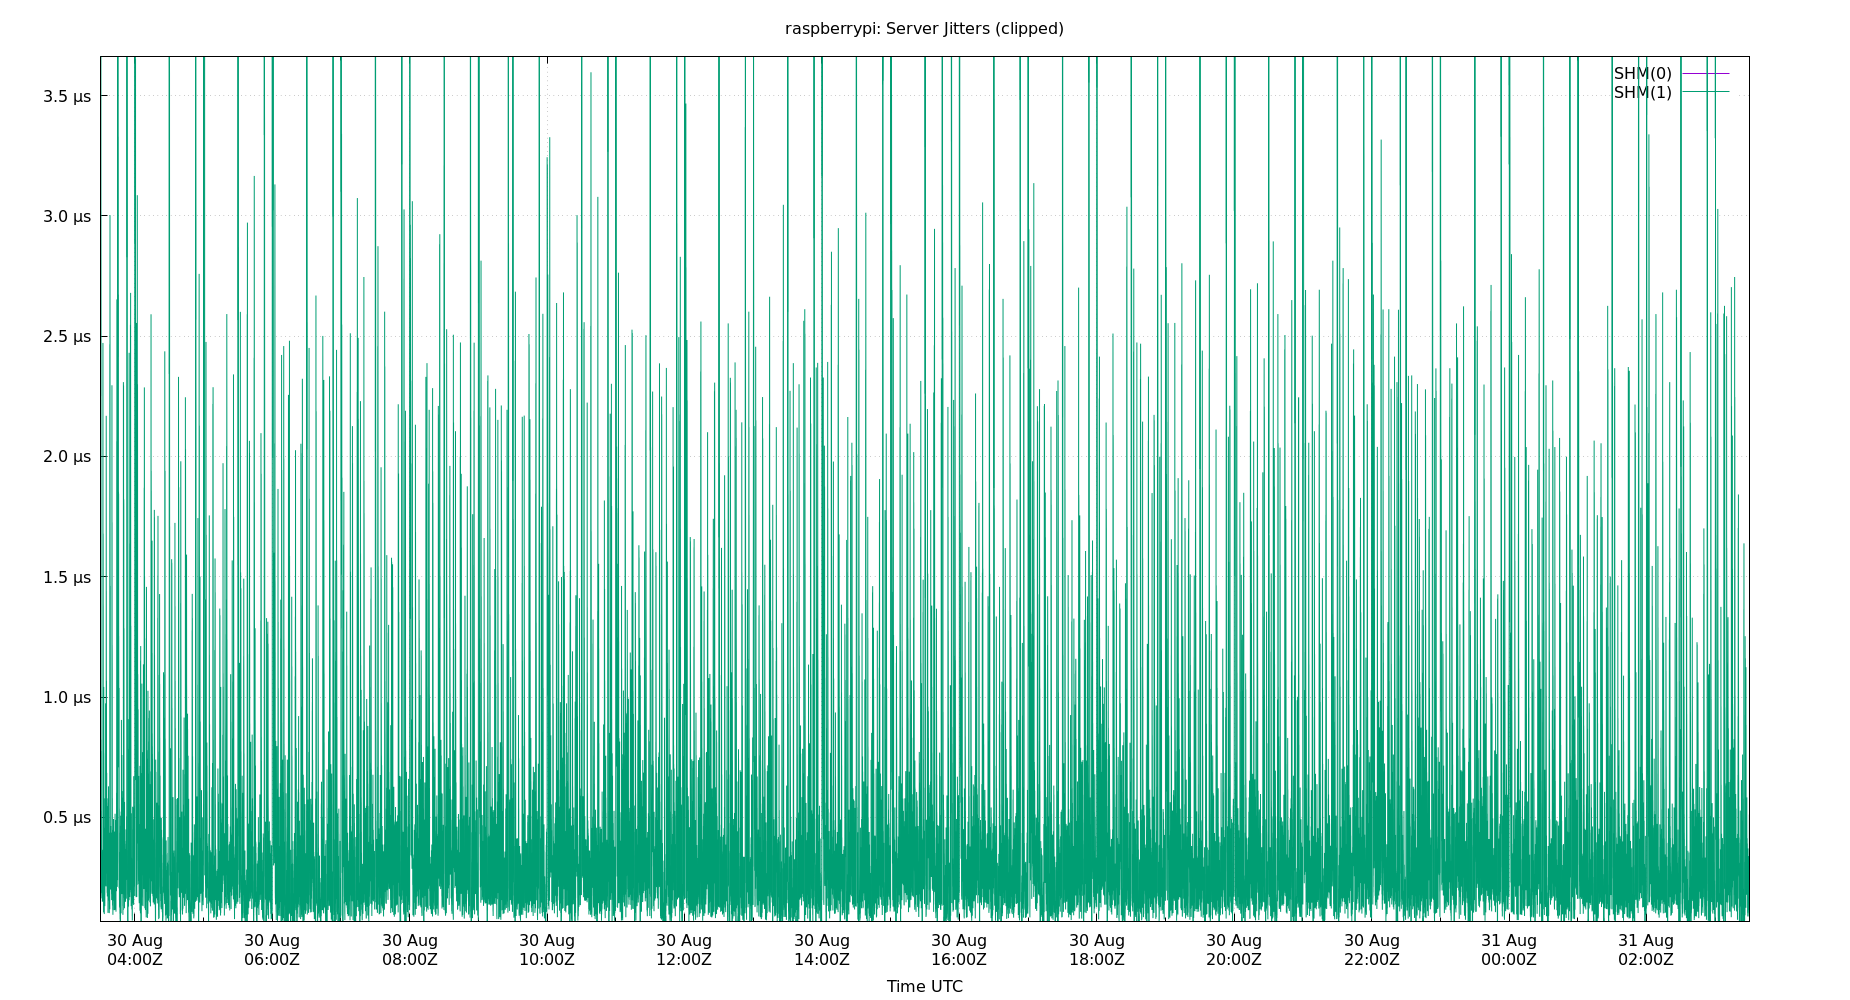 raspberrypi: Server Jitters (clipped)
SHM(0)
SHM(1)
3.5 µs
3.0 µs
2.5 µs
2.0 µs
1.5 µs
1.0 µs
0.5 µs
30 Aug 30 Aug 30 Aug 30 Aug 30 Aug 30 Aug 30 Aug 30 Aug 30 Aug 30 Aug 31 Aug 31 Aug
04:00Z 06:00Z 08:00Z 10:00Z 12:00Z 14:00Z 16:00Z 18:00Z 20:00Z 22:00Z 00:00Z 02:00Z
Time UTC